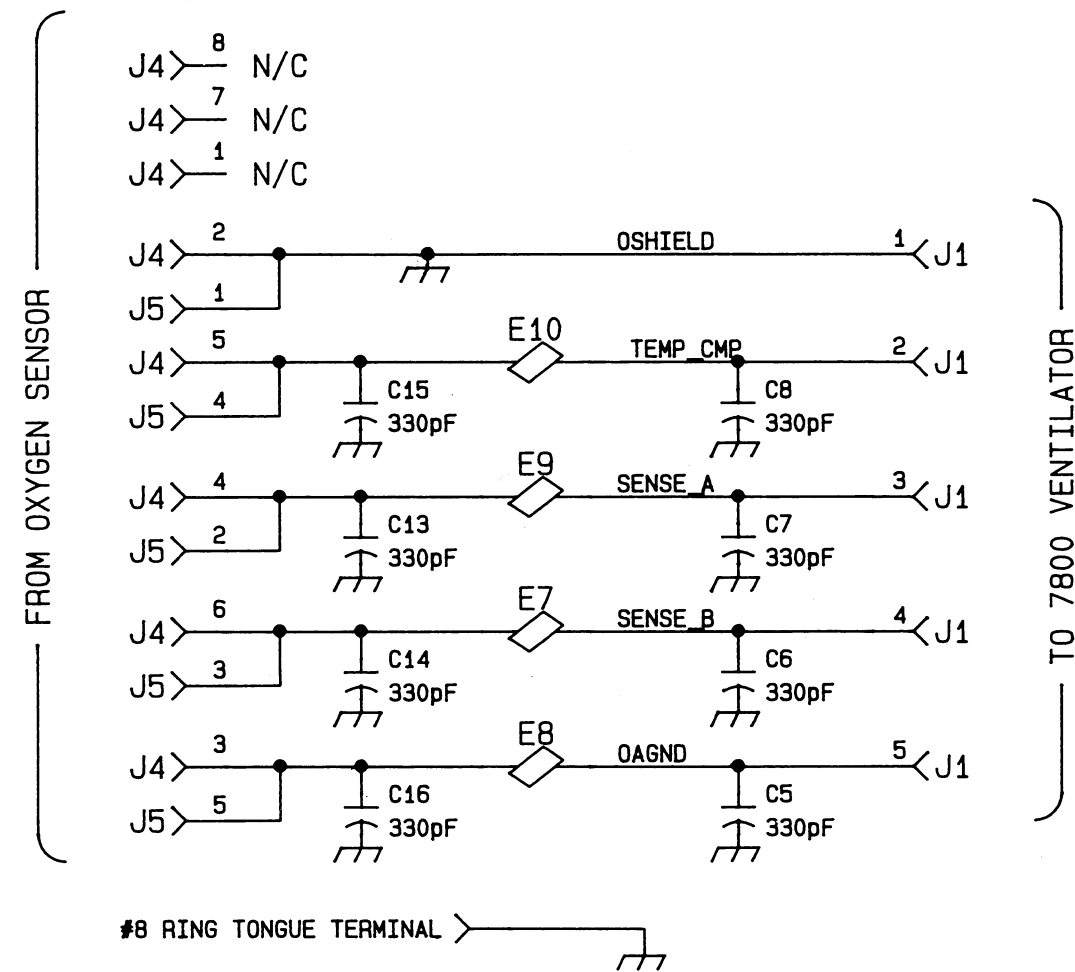 8
J4 N/C
7
J4 N/C
1
J4 N/C
2
J4 OSHIELD 1 J1
1
J5
E10
5
J4 TEMP_CMP 2 J1
C15 C8
4
J5 330pF 330pF
E9
4
J4 SENSE_A 3 J1
C13 C7
2
J5 330pF 330pF
E7
6
J4 SENSE_B 4 J1
C14 C6
3
J5 330pF 330pF
E8
3
J4 OAGND 5 J1
C16 C5
5
J5 330pF 330pF
#8 RING TONGUE TERMINAL
FROM OXYGEN SENSOR
TO 7800 VENTILATOR